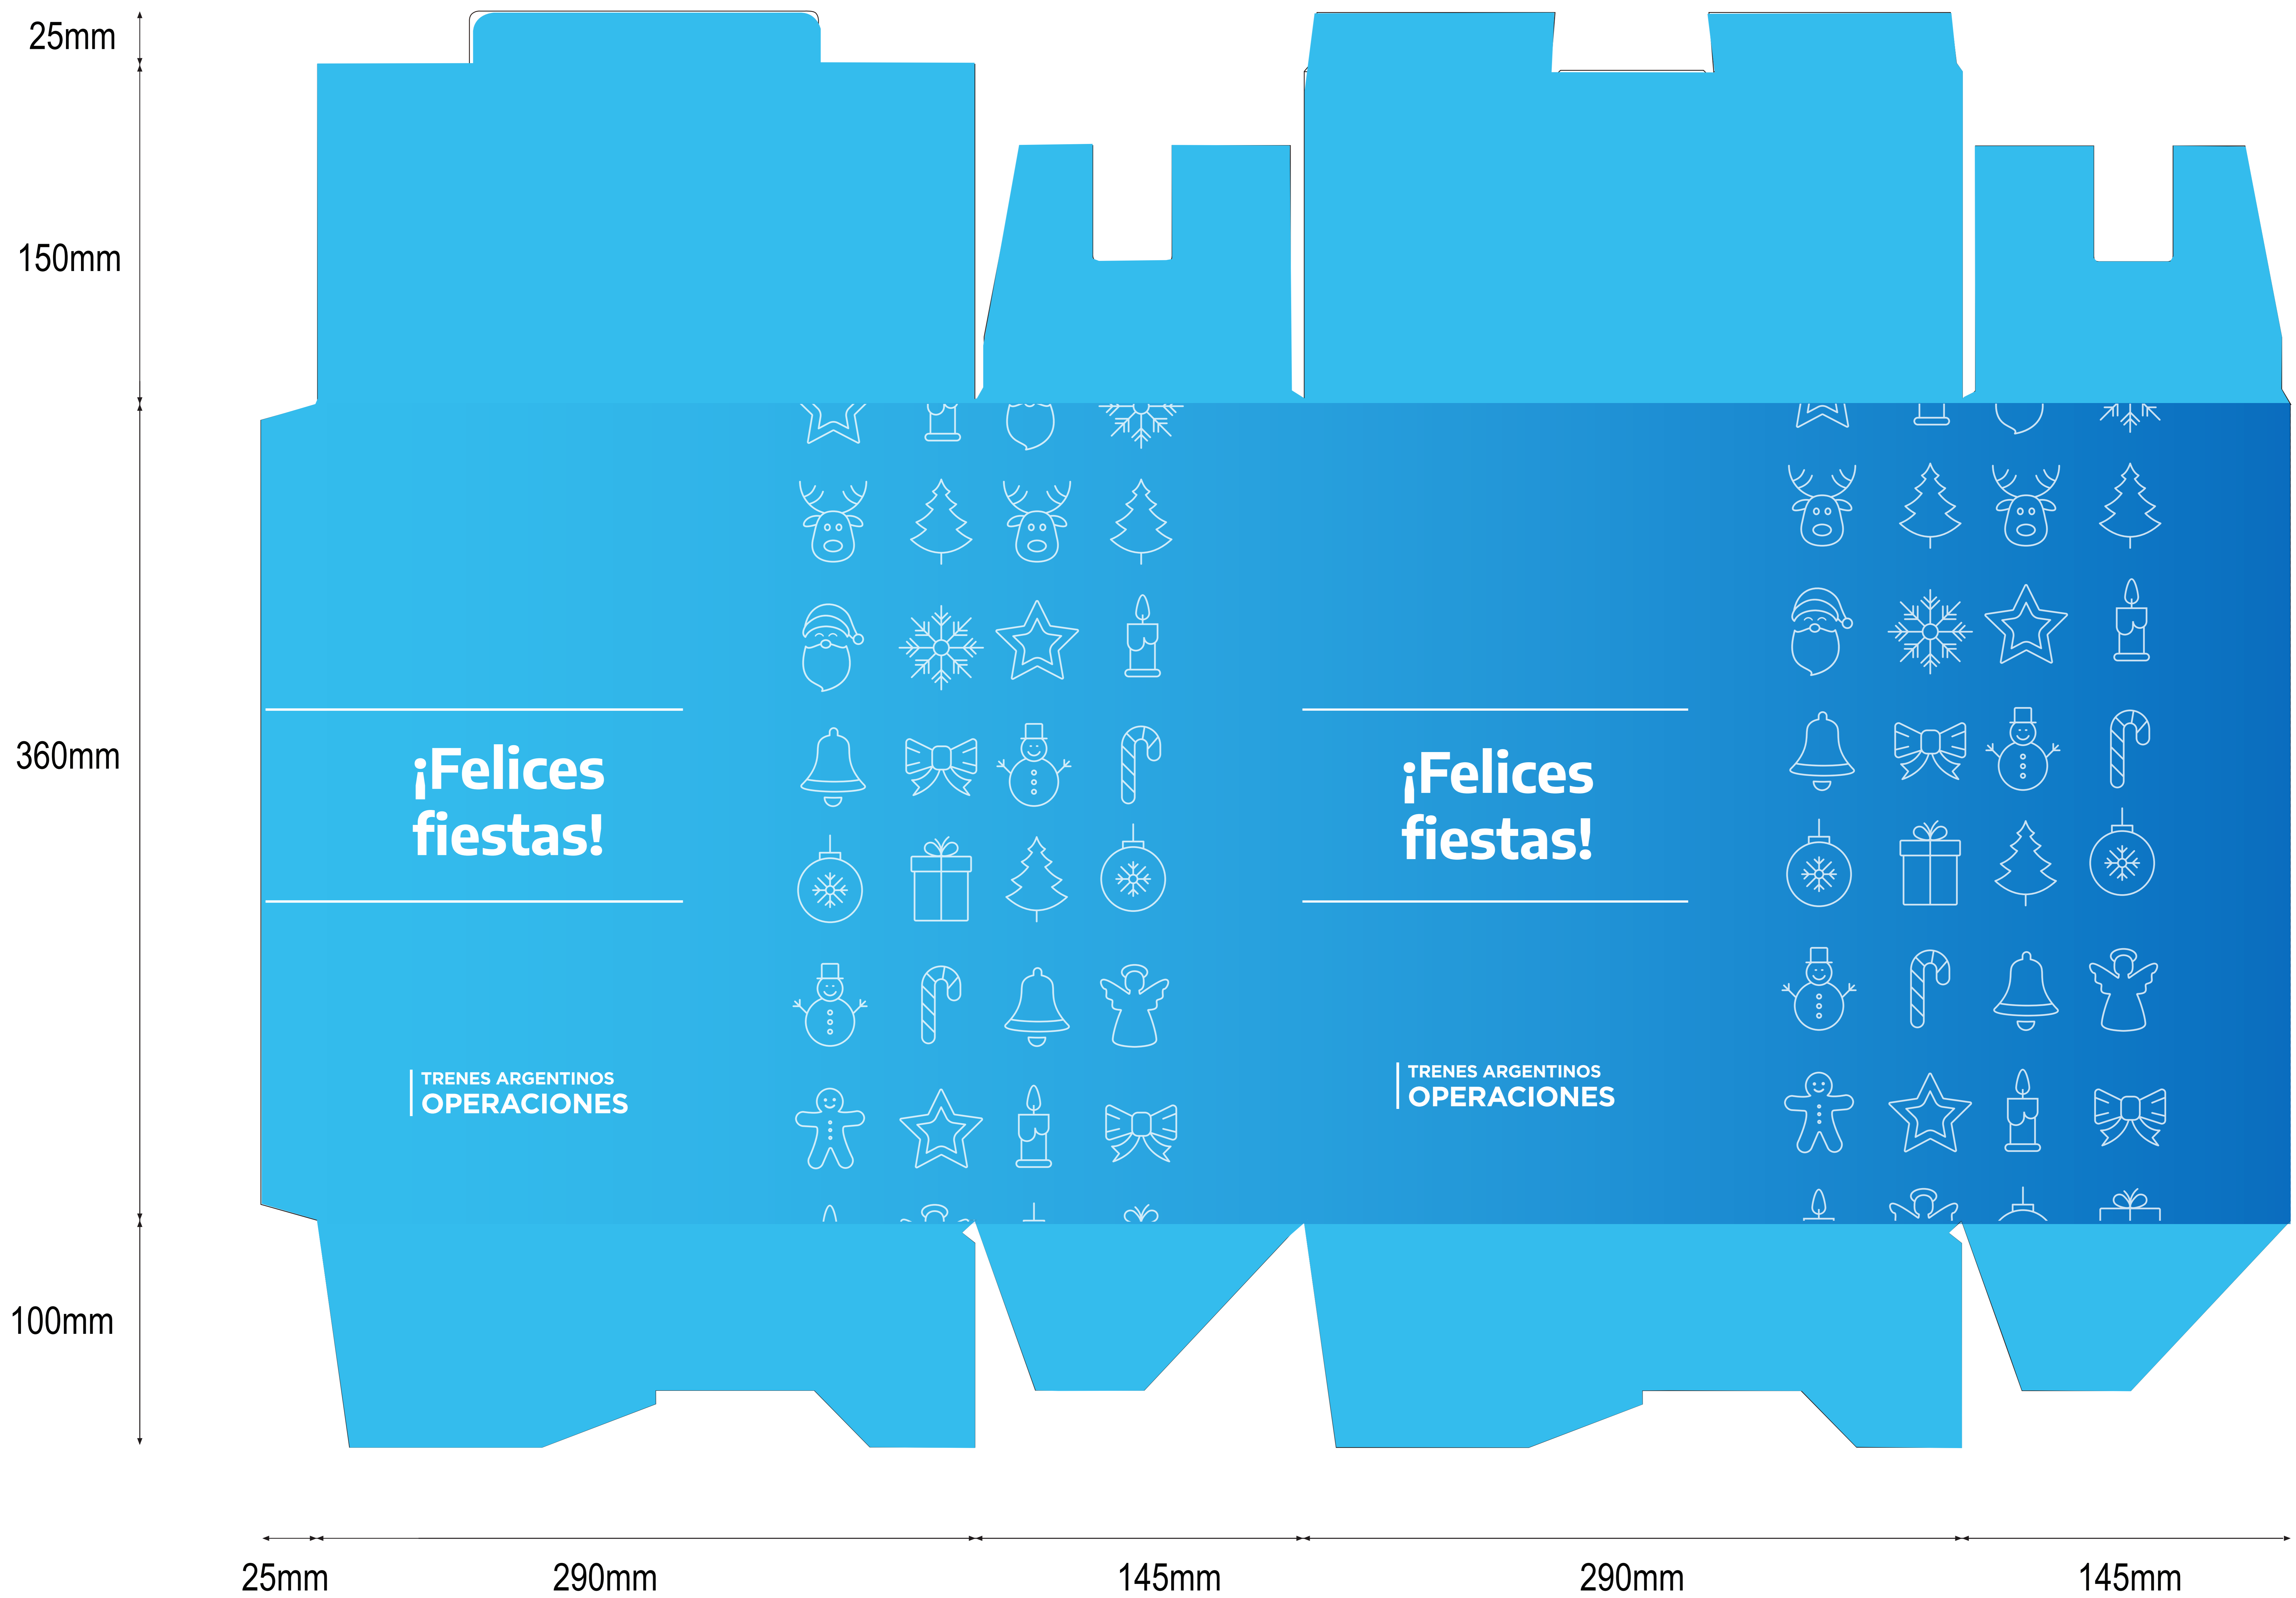 25mm
150mm
360mm
100mm
¡Felices
fiestas!
TRENES ARGENTINOS
OPERACIONES
¡Felices
fiestas!
TRENES ARGENTINOS
OPERACIONES
25mm
290mm
145mm
290mm
145mm